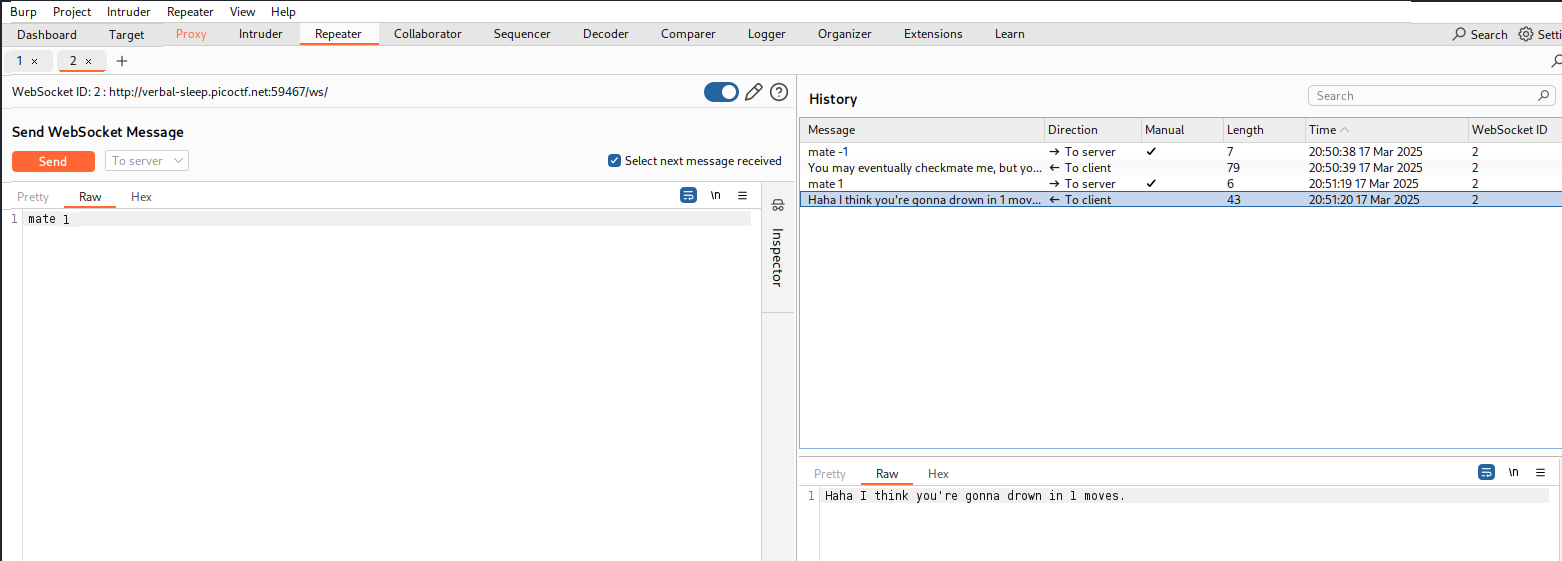 Burp Project Intruder Repeater View Help
Dashboard Target Proxy Intruder Repeater Collaborator Sequencer Decoder Comparer Logger Organizer Extensions Learn Search Setti
1 × 2 × +
WebSocket ID: 2 : http://verbal-sleep.picoctf.net:59467/ws/
Send WebSocket Message
Send To server Select next message received
Pretty Raw Hex \n
1 mate 1
Inspector
History
Search
Message Direction Manual Length Time WebSocket ID
mate -1 → To server ✓ 7 20:50:38 17 Mar 2025 2
You may eventually checkmate me, but yo... ← To client 79 20:50:39 17 Mar 2025 2
mate 1 → To server ✓ 6 20:51:19 17 Mar 2025 2
Haha I think you're gonna drown in 1 mov... ← To client 43 20:51:20 17 Mar 2025 2
Pretty Raw Hex \n
1 Haha I think you're gonna drown in 1 moves.